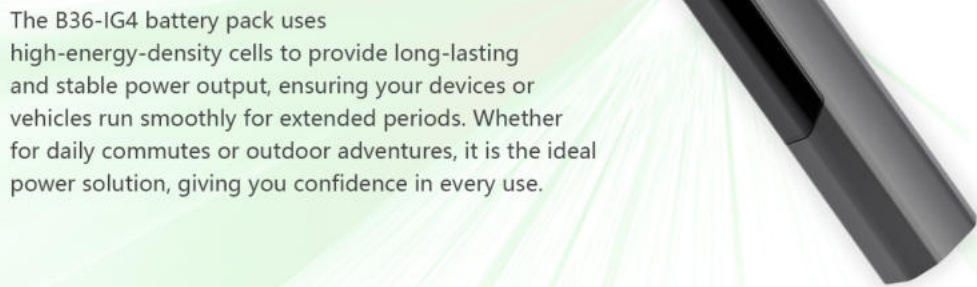 The B36-IG4 battery pack uses
high-energy-density cells to provide long-lasting
and stable power output, ensuring your devices or
vehicles run smoothly for extended periods. Whether
for daily commutes or outdoor adventures, it is the ideal
power solution, giving you confidence in every use.